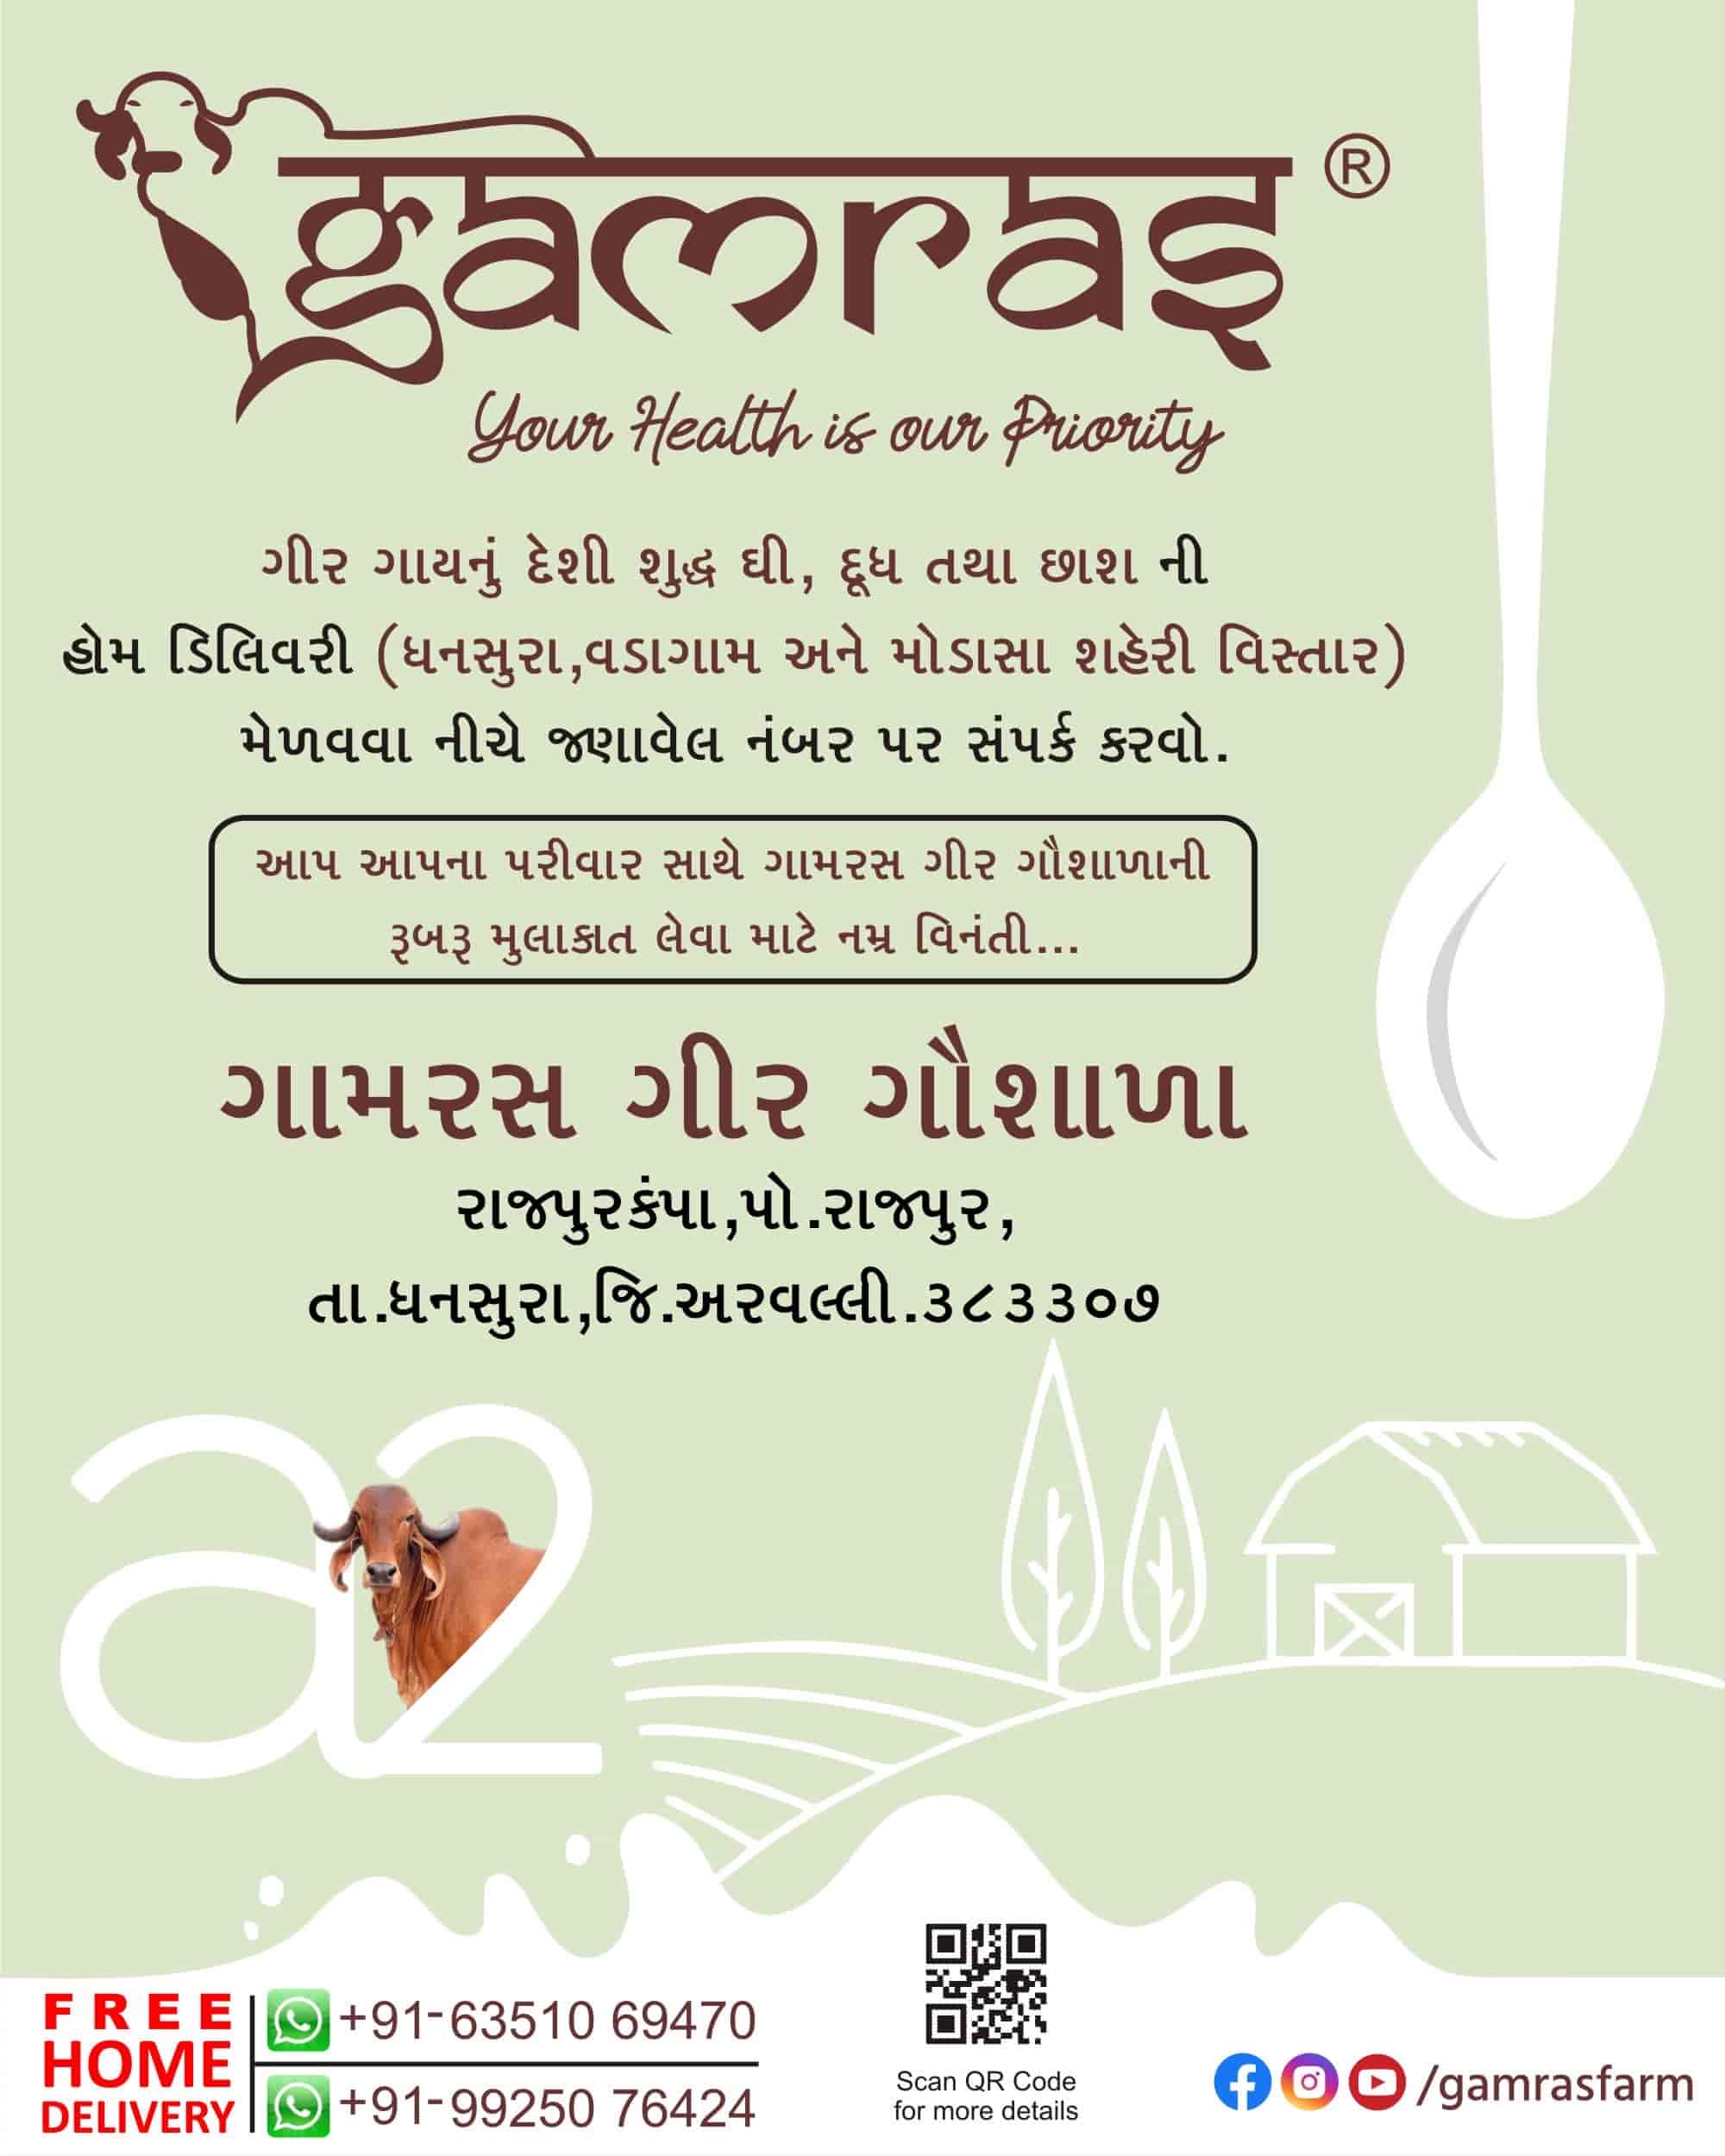 gamras ®
Your Health is our Priority
ગીર ગાયનું દેશી શુદ્ધ ઘી, દૂધ તથા છાશ ની
હોમ ડિલિવરી (ધનસુરા,વડાગામ અને મોડાસા શહેરી વિસ્તાર)
મેળવવા નીચે જણાવેલ નંબર પર સંપર્ક કરવો.
આપ આપના પરીવાર સાથે ગામરસ ગીર ગૌશાળાની
રૂબરૂ મુલાકાત લેવા માટે નમ્ર વિનંતી...
ગામરસ ગીર ગૌશાળા
રાજપુરકંપા,પો.રાજપુર,
તા.ધનસુરા,જિ.અરવલ્લી.૩૮૩૩૦૭
a2
FREE
HOME
DELIVERY
+91-63510 69470
+91-99250 76424
Scan QR Code
for more details
/gamrasfarm